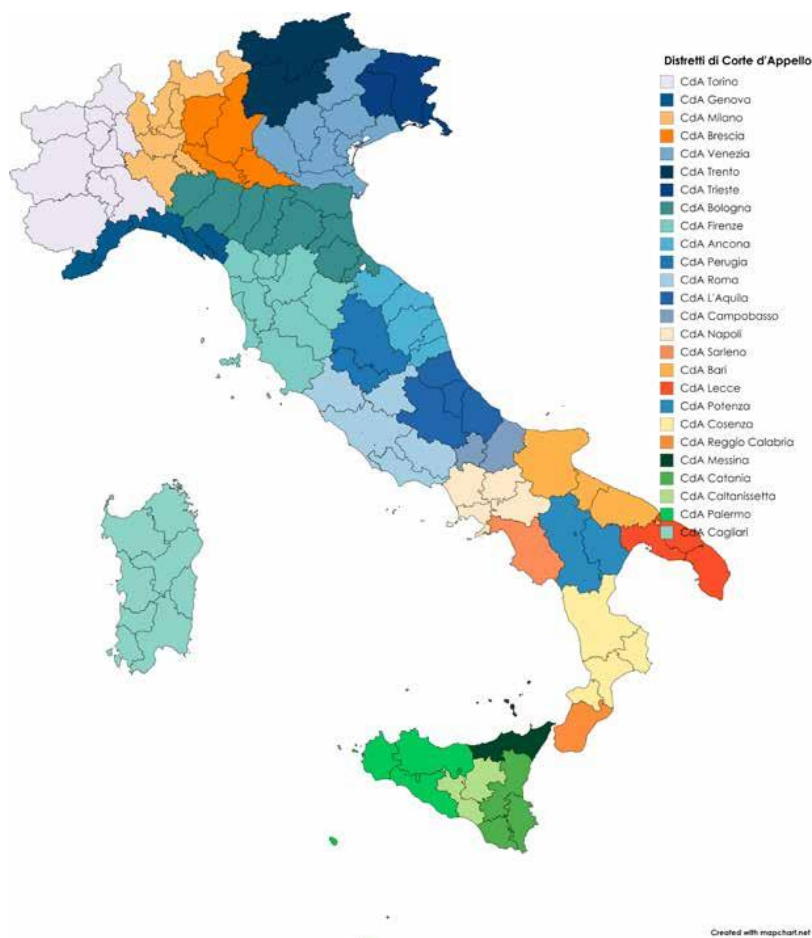 Distretti di Corte d'Appello
CdA Torino
CdA Genova
CdA Milano
CdA Brescia
CdA Venezia
CdA Trento
CdA Trieste
CdA Bologna
CdA Firenze
CdA Ancona
CdA Perugia
CdA Roma
CdA L'Aquila
CdA Campobasso
CdA Napoli
CdA Sarleno
CdA Bari
CdA Lecce
CdA Potenza
CdA Cosenza
CdA Reggio Calabria
CdA Messina
CdA Catania
CdA Caltanissetta
CdA Palermo
CdA Cagliari
Created with mapchart.net